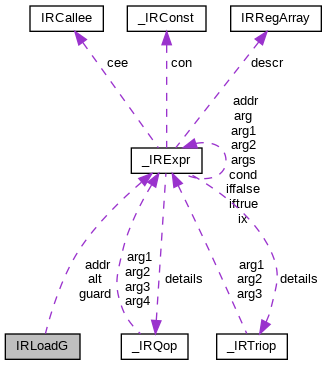 IRCallee
_IRConst
IRRegArray
cee
con
descr
_IRExpr
addr
arg
arg1
arg2
args
cond
iffalse
iftrue
ix
addr
alt
guard
arg1
arg2
arg3
arg4
details
arg1
arg2
arg3
details
IRLoadG
_IRQop
_IRTriop